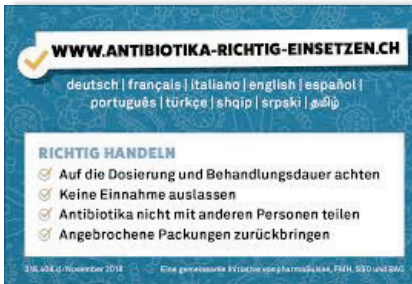 WWW.ANTIBIOTIKA-RICHTIG-EINSETZEN.CH
deutsch | français | italiano | english | español |
português | türkçe | shqip | srpski | தமிழ்
RICHTIG HANDELN
Auf die Dosierung und Behandlungsdauer achten
Keine Einnahme auslassen
Antibiotika nicht mit anderen Personen teilen
Angebrochene Packungen zurückbringen
316.408.d/November 2018
Eine gemeinsame Initiative von pharmaSuisse, FMH, SSO und BAG